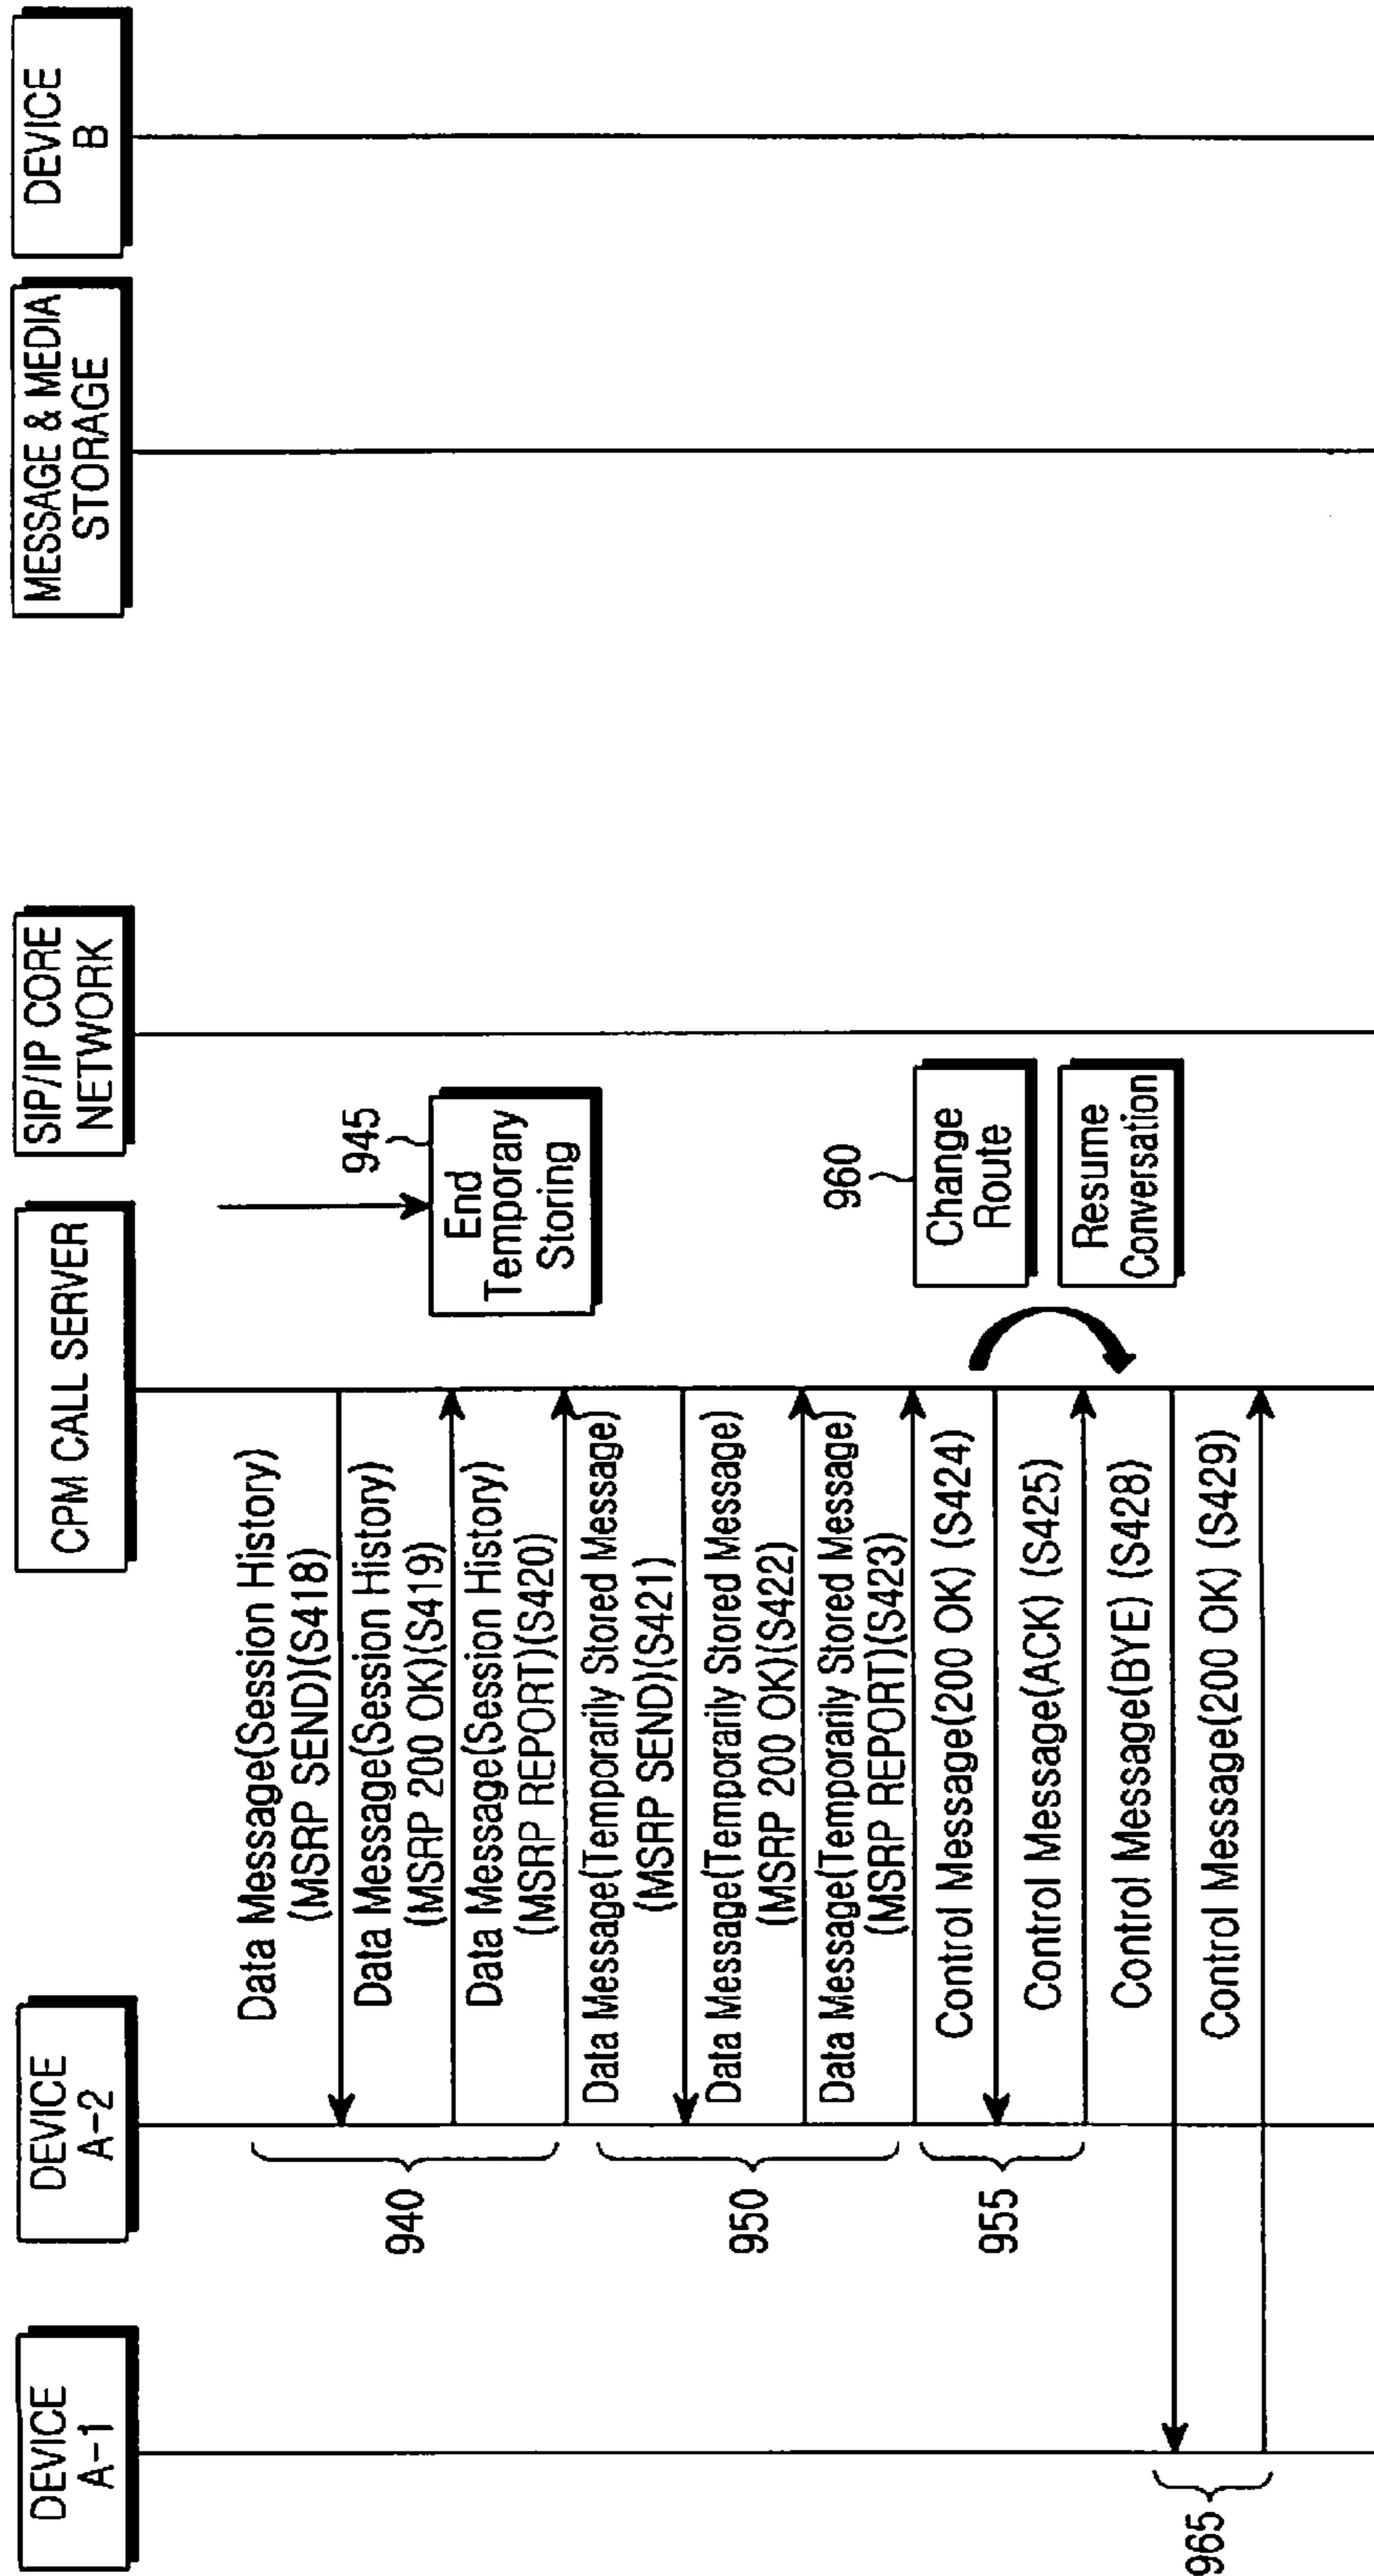 DEVICE
A-1
DEVICE
A-2
CPM CALL SERVER
SIP/IP CORE
NETWORK
MESSAGE & MEDIA
STORAGE
DEVICE
B
940
Data Message(Session History)
(MSRP SEND)(S418)
Data Message(Session History)
(MSRP 200 OK)(S419)
Data Message(Session History)
(MSRP REPORT)(S420)
945
End
Temporary
Storing
950
Data Message(Temporarily Stored Message)
(MSRP SEND)(S421)
Data Message(Temporarily Stored Message)
(MSRP 200 OK)(S422)
Data Message(Temporarily Stored Message)
(MSRP REPORT)(S423)
955
Control Message(200 OK) (S424)
Control Message(ACK) (S425)
960
Change
Route
Resume
Conversation
965
Control Message(BYE) (S428)
Control Message(200 OK) (S429)